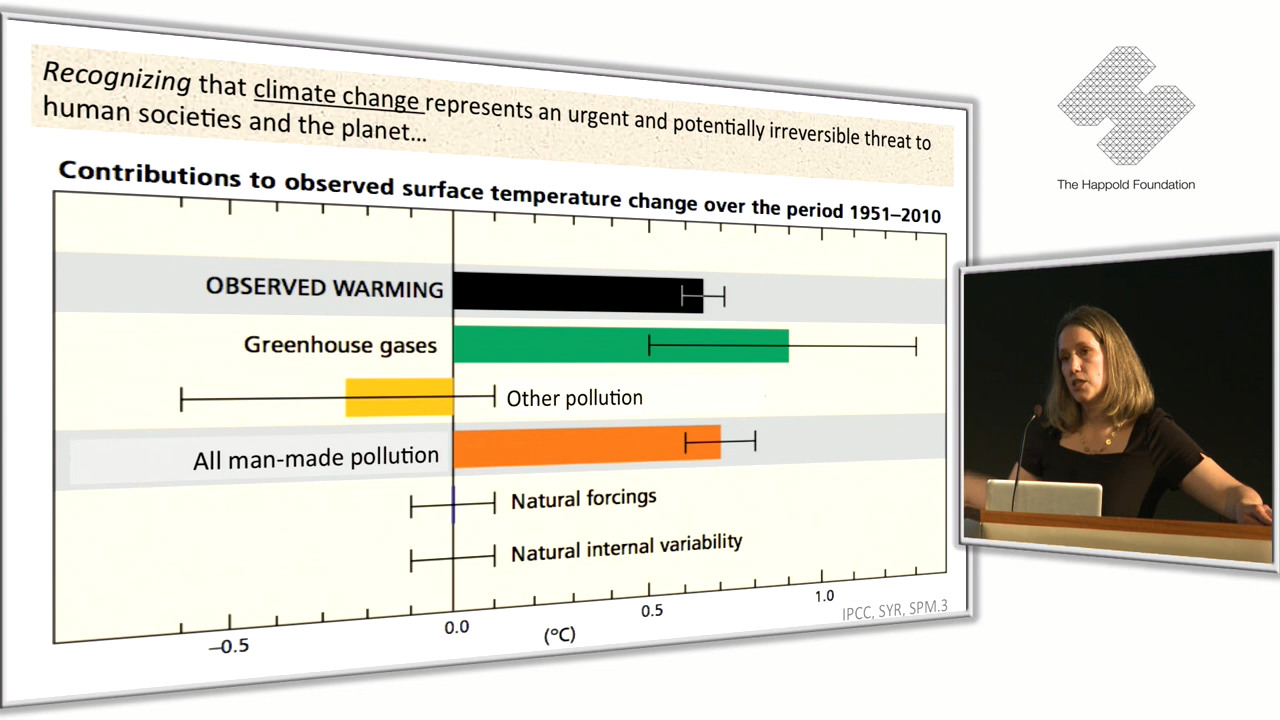 Recognizing that climate change represents an urgent and potentially irreversible threat to
human societies and the planet...
Contributions to observed surface temperature change over the period 1951–2010
OBSERVED WARMING
Greenhouse gases
Other pollution
All man-made pollution
Natural forcings
Natural internal variability
–0.5
0.0
0.5
1.0
(°C)
IPCC, SYR, SPM.3
The Happold Foundation